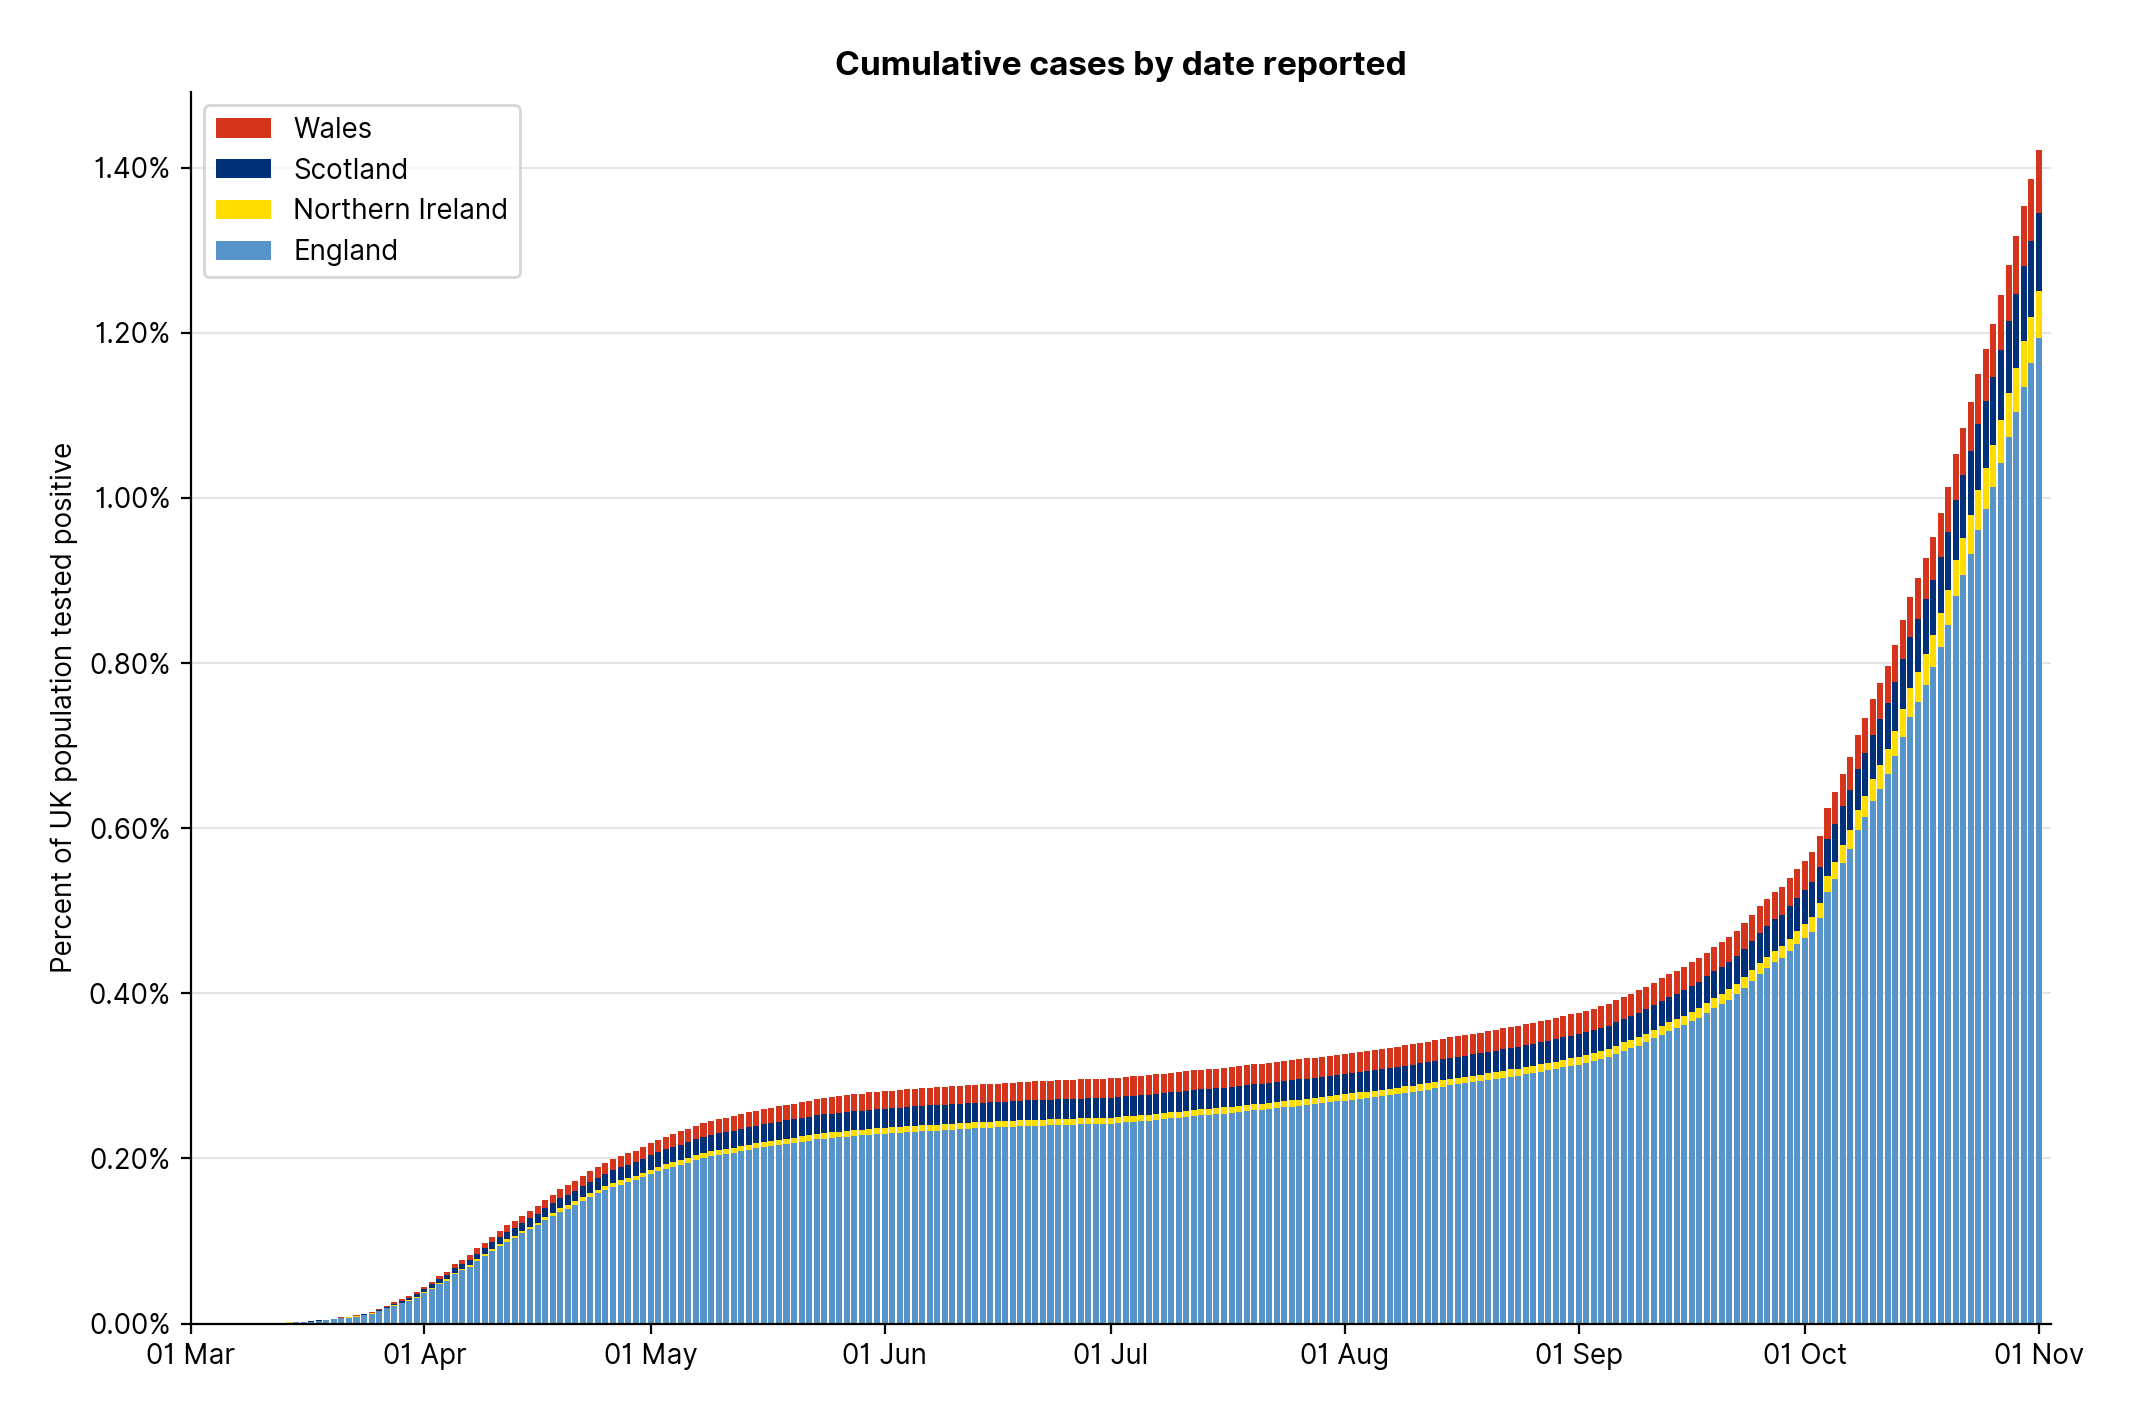 Cumulative cases by date reported
Wales
Scotland
Northern Ireland
England
Percent of UK population tested positive
1.40%
1.20%
1.00%
0.80%
0.60%
0.40%
0.20%
0.00%
01 Mar 01 Apr 01 May 01 Jun 01 Jul 01 Aug 01 Sep 01 Oct 01 Nov